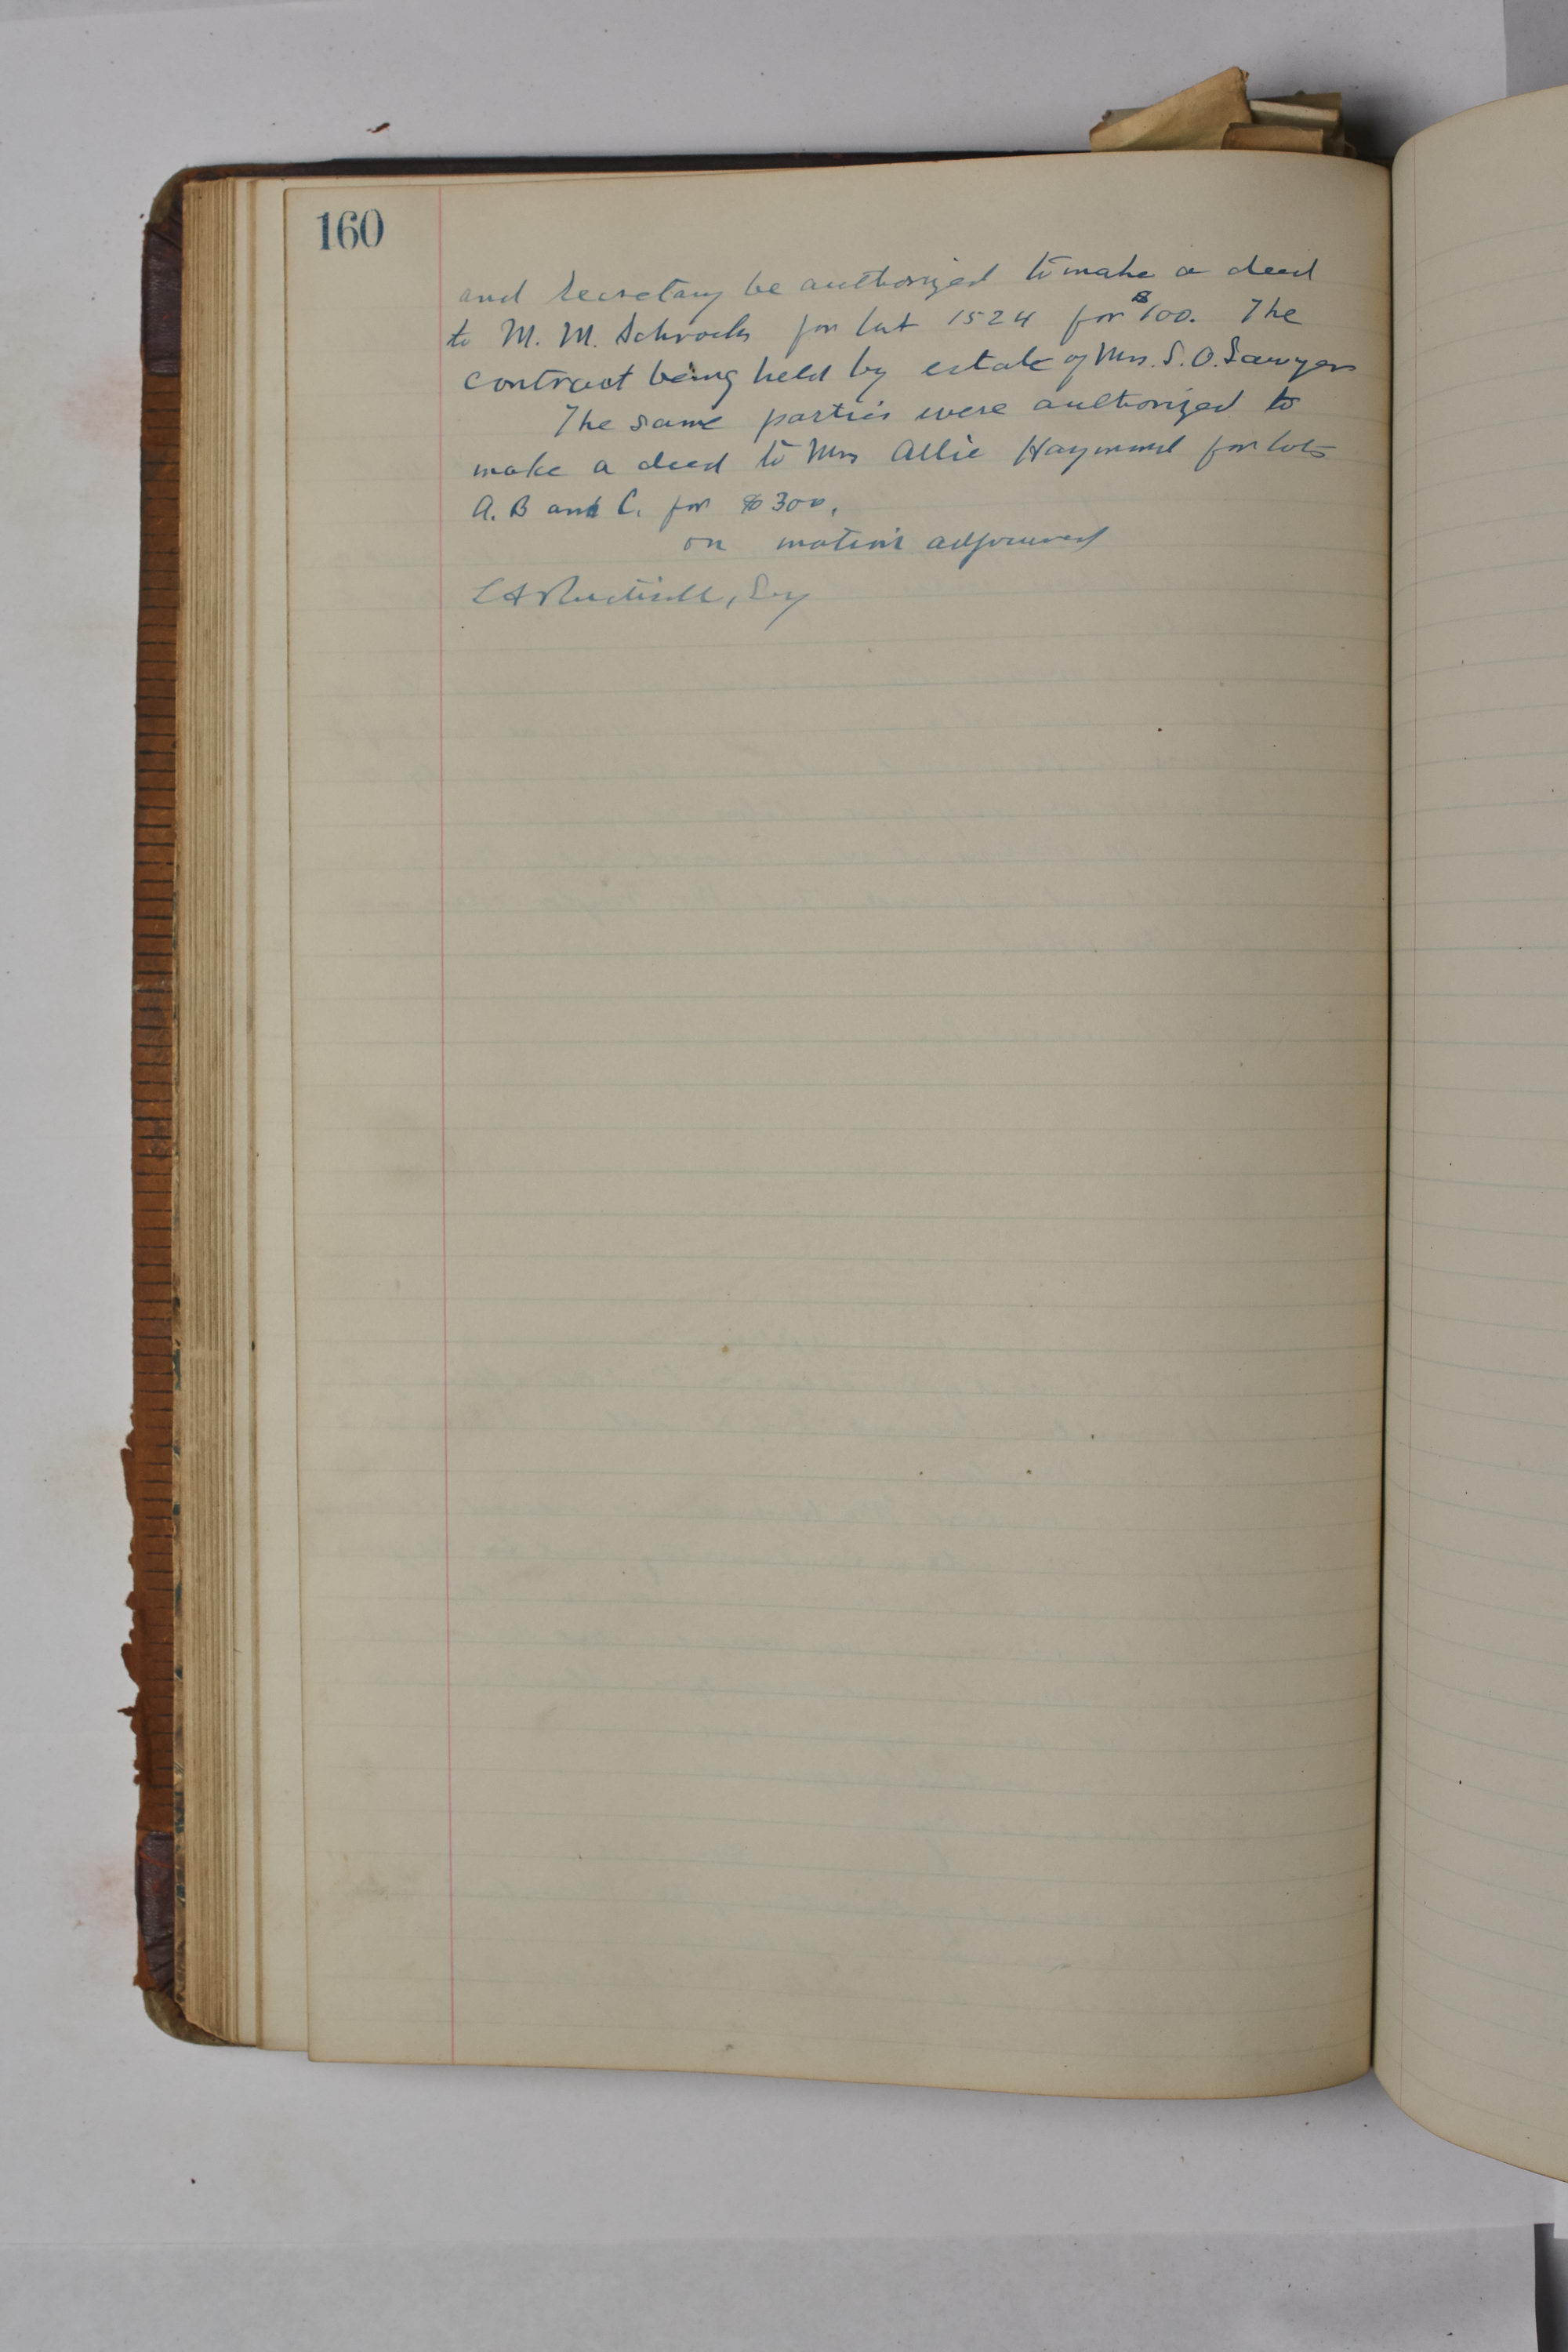 160
and Secretary be authorized to make a deed
to M. M. Schrock for lot 1524 for $100. The
contract being held by estate of Mrs. S. O. Sawyer
The same parties were authorized to
make a deed to Mrs Allie Haymond for lots
A. B and C. for $300.
on motion adjourned
Secy